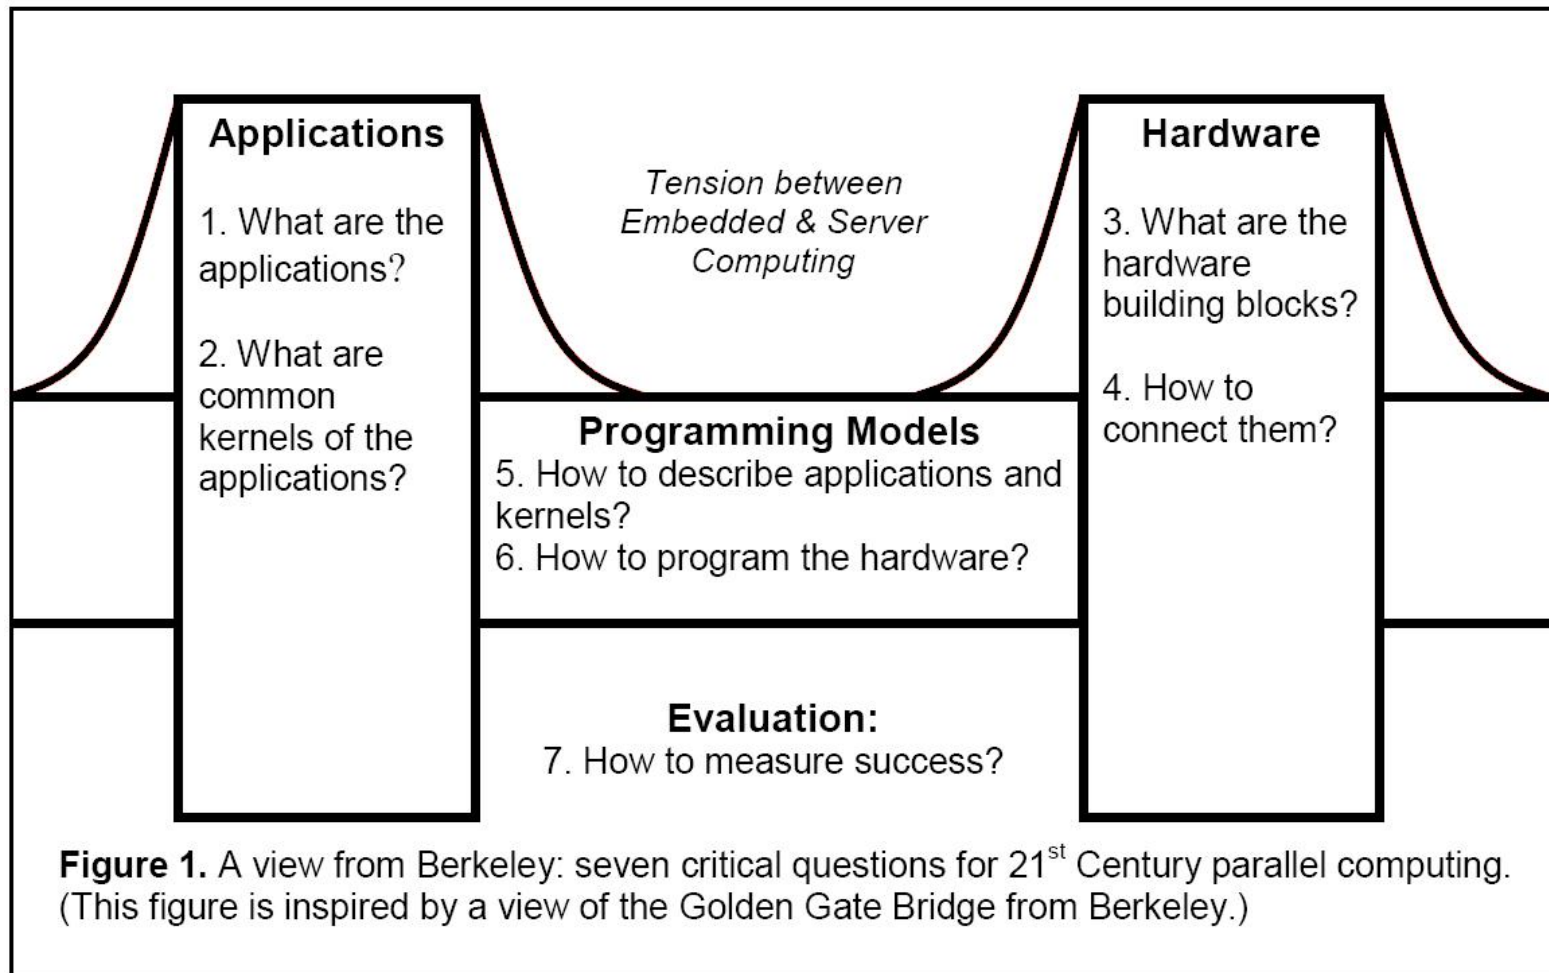 Applications
1. What are the
applications?
2. What are
common
kernels of the
applications?
Tension between
Embedded & Server
Computing
Hardware
3. What are the
hardware
building blocks?
4. How to
connect them?
Programming Models
5. How to describe applications and
kernels?
6. How to program the hardware?
Evaluation:
7. How to measure success?
Figure 1. A view from Berkeley: seven critical questions for 21st Century parallel computing.
(This figure is inspired by a view of the Golden Gate Bridge from Berkeley.)